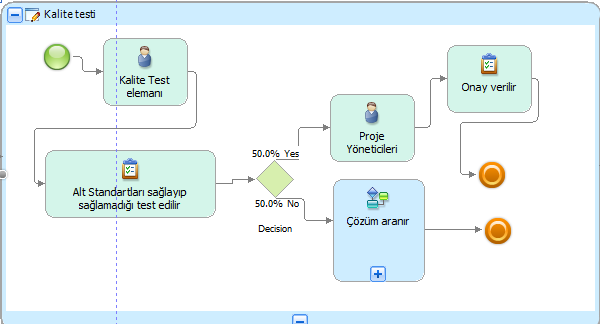 Kalite testi
Kalite Test
elemanı
Onay verilir
Proje
Yöneticileri
50.0% Yes
Alt Standartları sağlayıp
sağlamadığı test edilir
50.0% No
Decision
Çözüm aranır